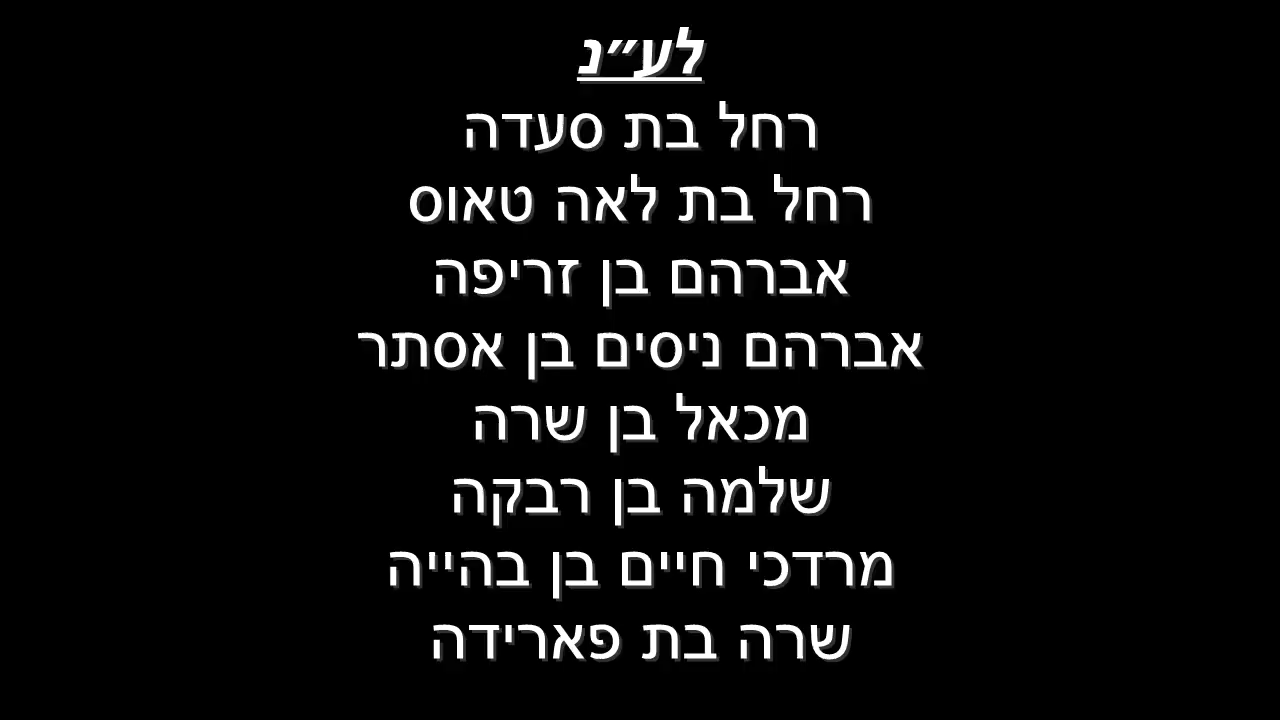 לע״נ
רחל בת סעדה
רחל בת לאה טאוס
אברהם בן זריפה
אברהם ניסים בן אסתר
מכאל בן שרה
שלמה בן רבקה
מרדכי חיים בן בהייה
שרה בת פארידה